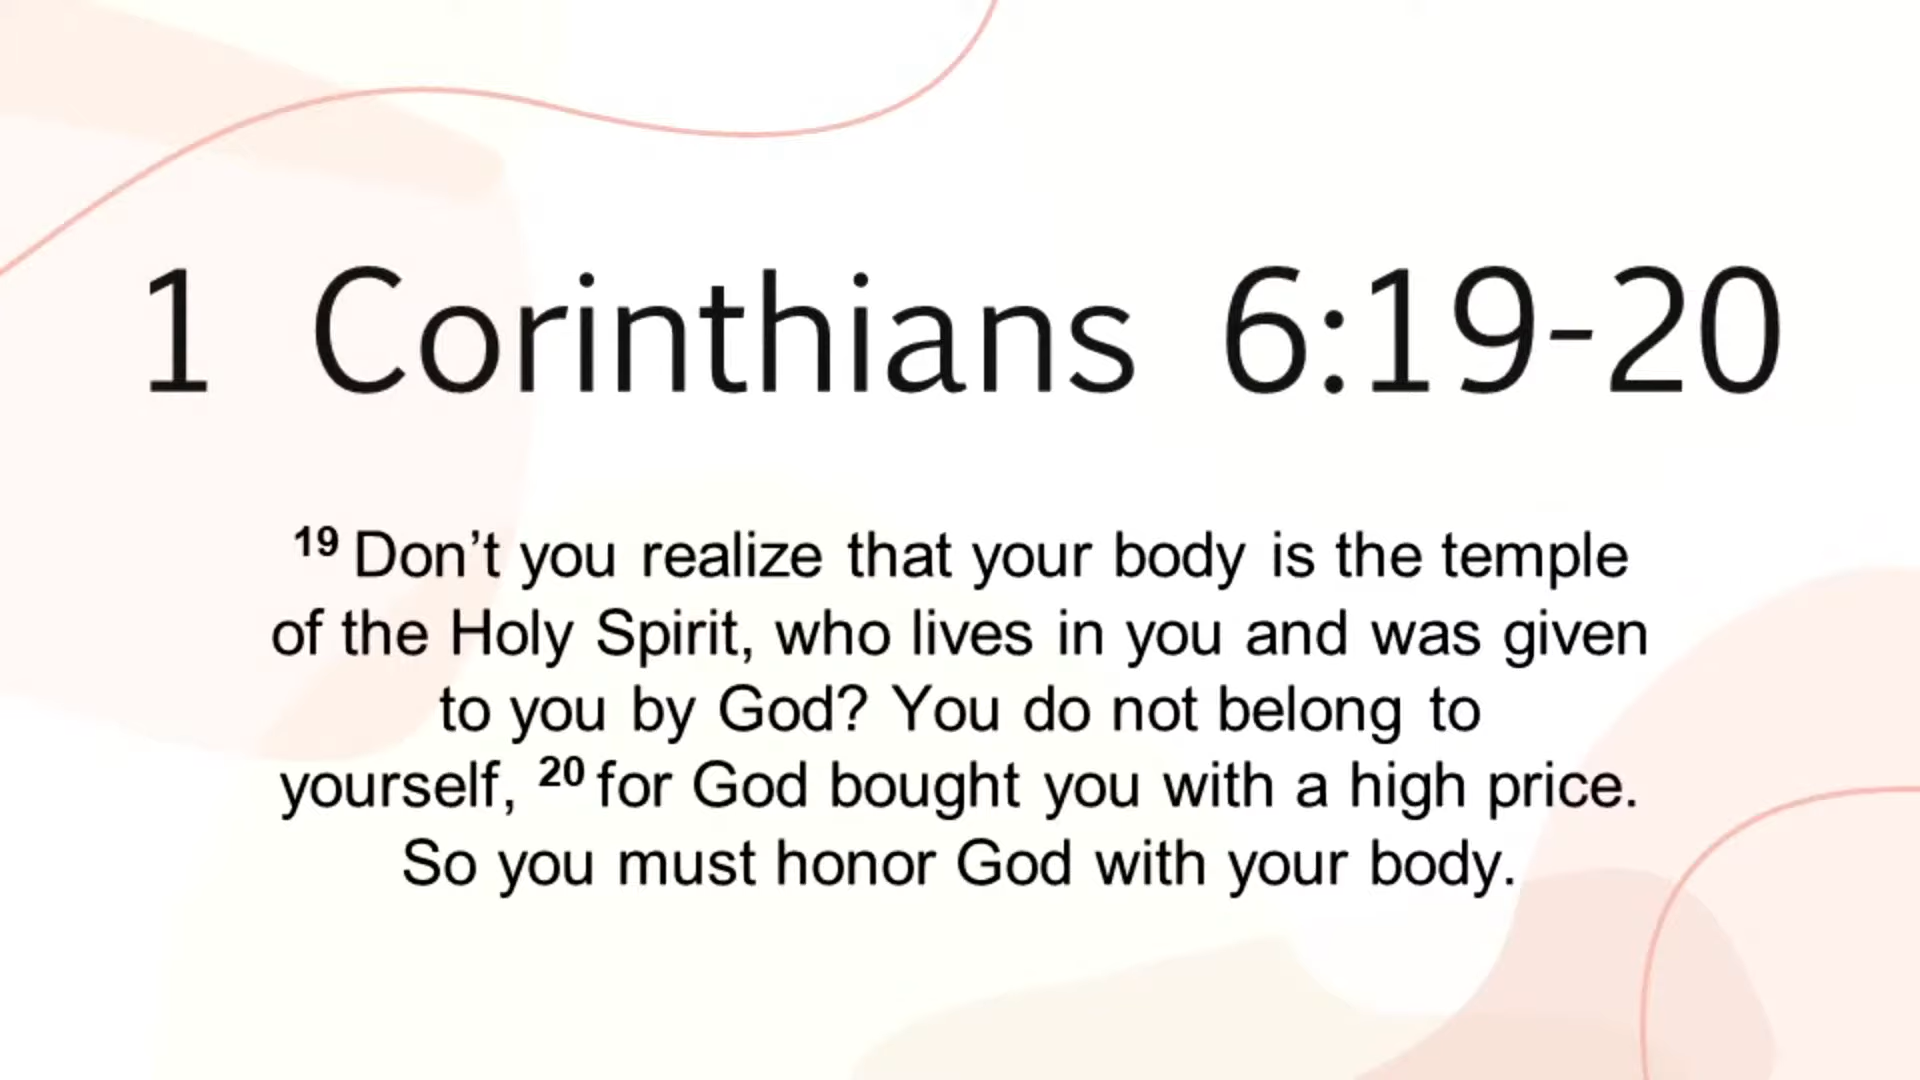 1 Corinthians 6:19-20
19 Don’t you realize that your body is the temple
of the Holy Spirit, who lives in you and was given
to you by God? You do not belong to
yourself, 20 for God bought you with a high price.
So you must honor God with your body.